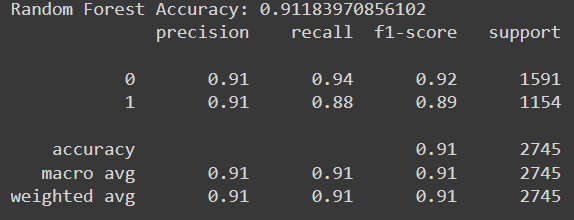 Random Forest Accuracy: 0.91183970856102
precision recall f1-score support
0 0.91 0.94 0.92 1591
1 0.91 0.88 0.89 1154
accuracy 0.91 2745
macro avg 0.91 0.91 0.91 2745
weighted avg 0.91 0.91 0.91 2745